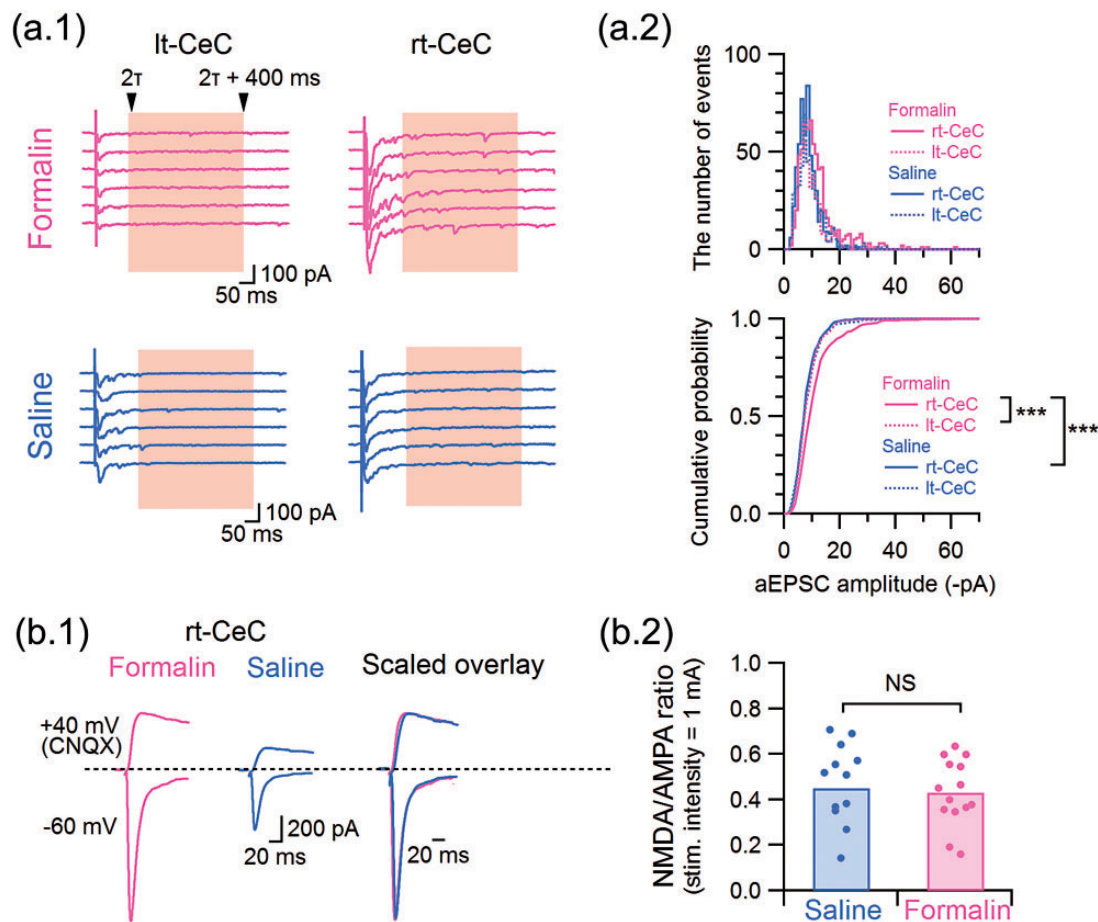 (a.1)
lt-CeC
rt-CeC
2τ
2τ + 400 ms
Formalin
100 pA
50 ms
Saline
100 pA
50 ms
100 pA
50 ms
(a.2)
The number of events
100
50
0
Formalin
rt-CeC
lt-CeC
Saline
rt-CeC
lt-CeC
0
20
40
60
Cumulative probability
1.0
0.5
0.0
Formalin
rt-CeC
lt-CeC
Saline
rt-CeC
lt-CeC
***
***
0
20
40
60
aEPSC amplitude (-pA)
(b.1)
rt-CeC
Formalin
Saline
Scaled overlay
+40 mV
(CNQX)
-60 mV
200 pA
20 ms
20 ms
(b.2)
NMDA/AMPA ratio
(stim. intensity = 1 mA)
1.0
0.8
0.6
0.4
0.2
0.0
NS
Saline
Formalin